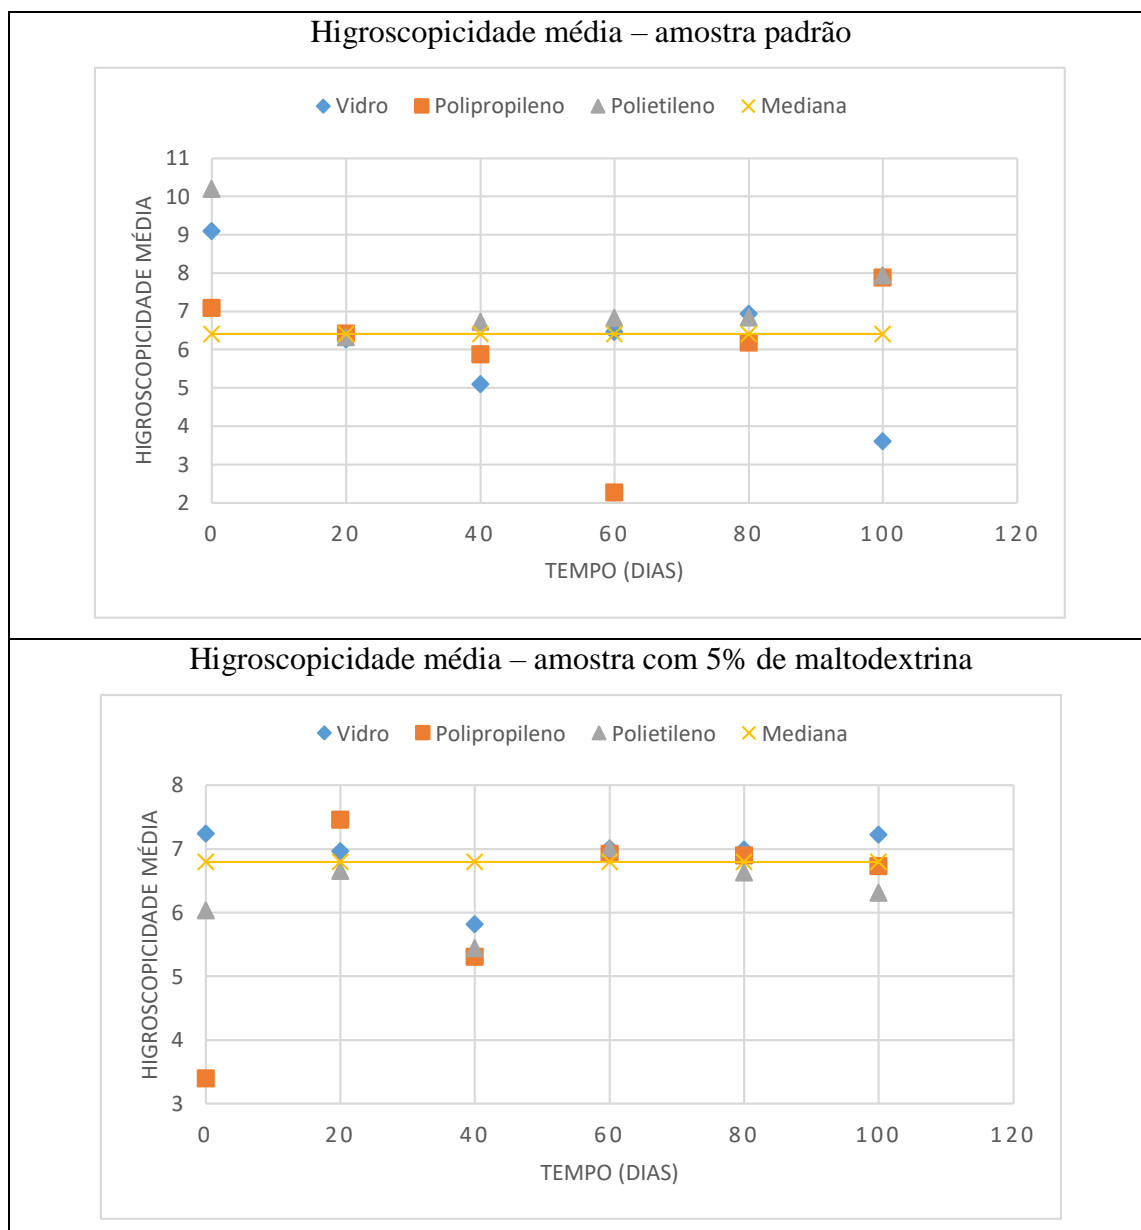 Higroscopicidade média – amostra padrão
Vidro Polipropileno Polietileno Mediana
HIGROSCOPICIDADE MÉDIA
11
10
9
8
7
6
5
4
3
2
0 20 40 60 80 100 120
TEMPO (DIAS)
Higroscopicidade média – amostra com 5% de maltodextrina
Vidro Polipropileno Polietileno Mediana
HIGROSCOPICIDADE MÉDIA
8
7
6
5
4
3
0 20 40 60 80 100 120
TEMPO (DIAS)